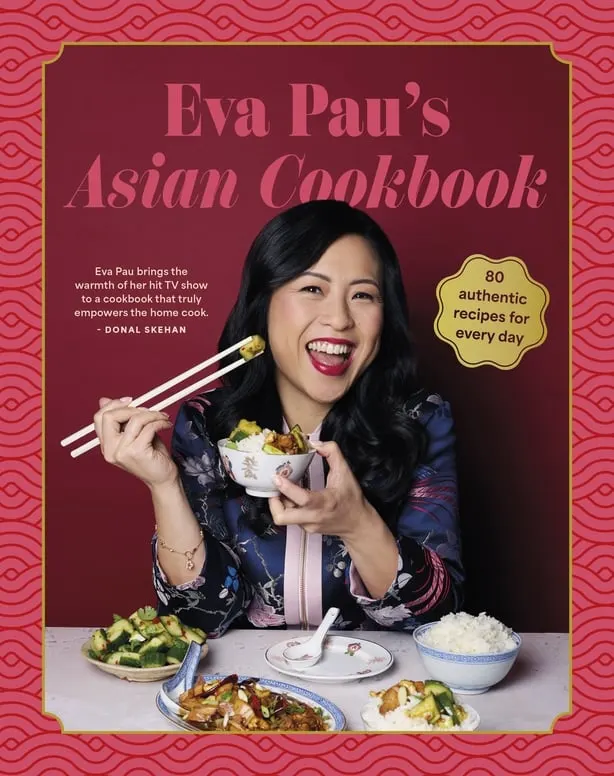 Eva Pau's
Asian Cookbook
Eva Pau brings the
warmth of her hit TV show
to a cookbook that truly
empowers the home cook.
- DONAL SKEHAN
80
authentic
recipes for
every day